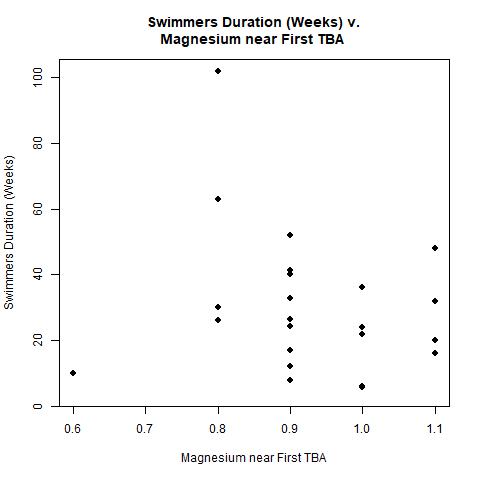 Swimmers Duration (Weeks) v.
Magnesium near First TBA
Swimmers Duration (Weeks)
100
80
60
40
20
0
0.6 0.7 0.8 0.9 1.0 1.1
Magnesium near First TBA